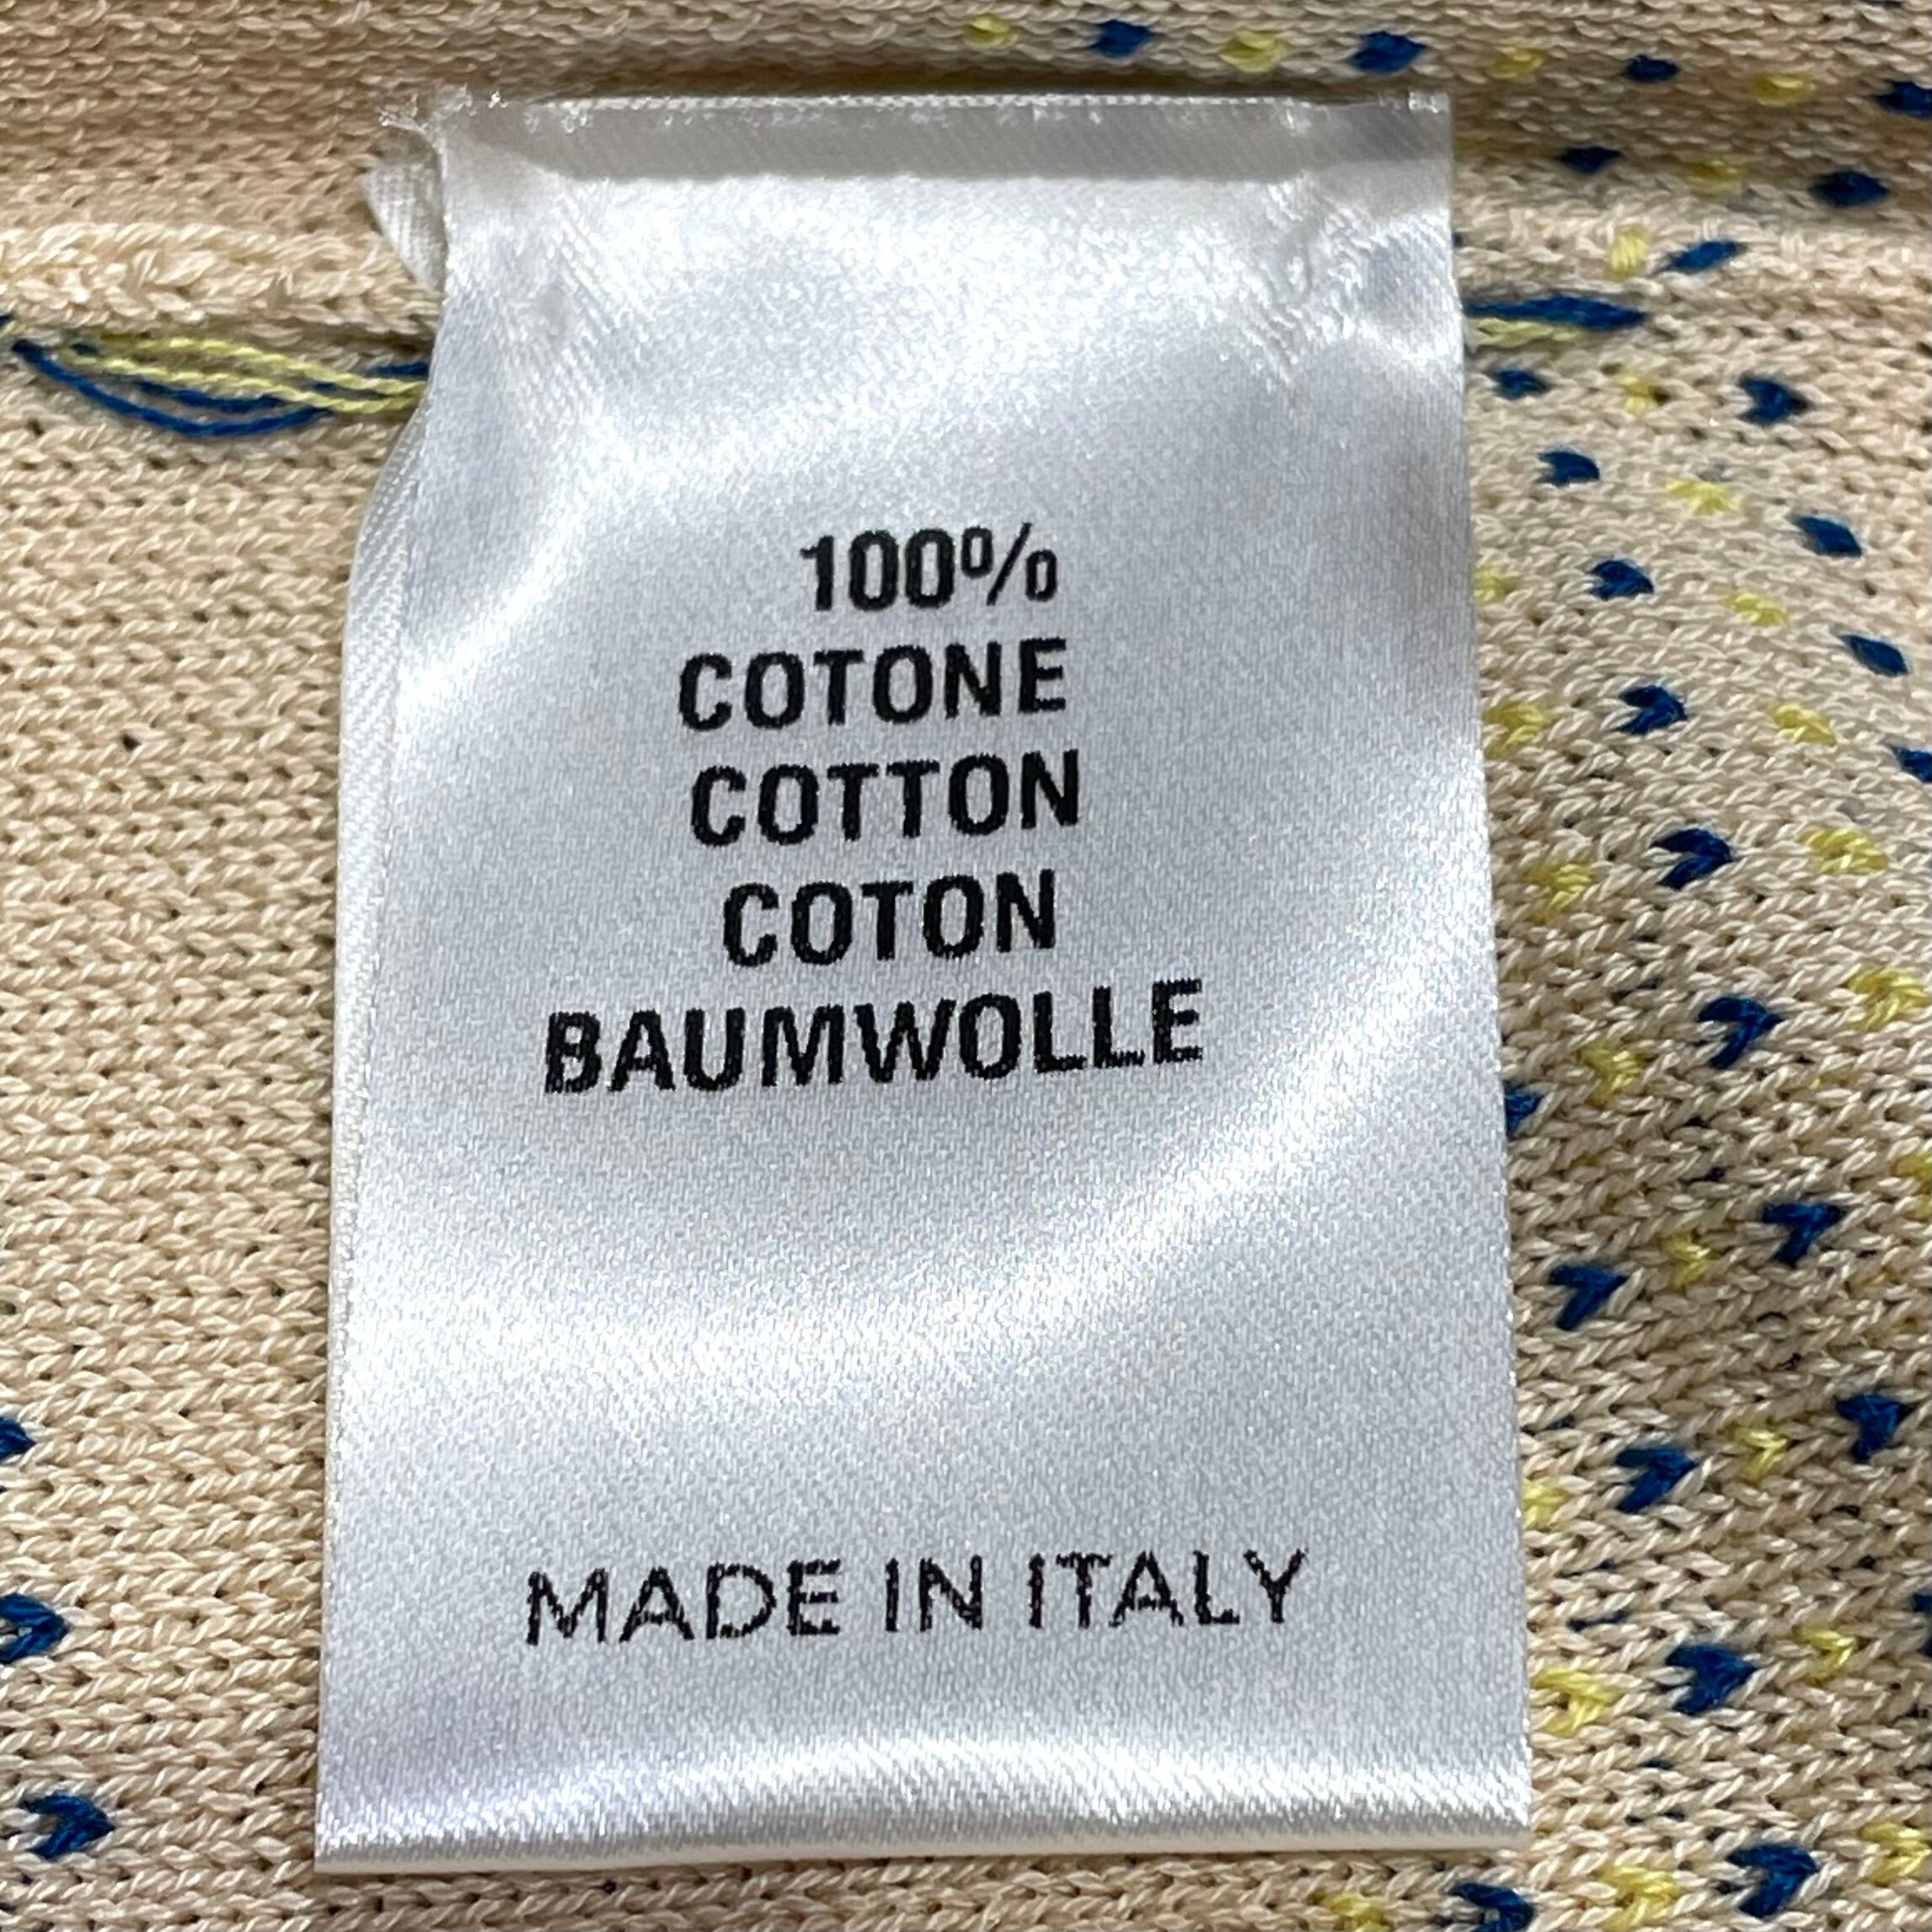 100%
COTONE
COTTON
COTON
BAUMWOLLE
MADE IN ITALY